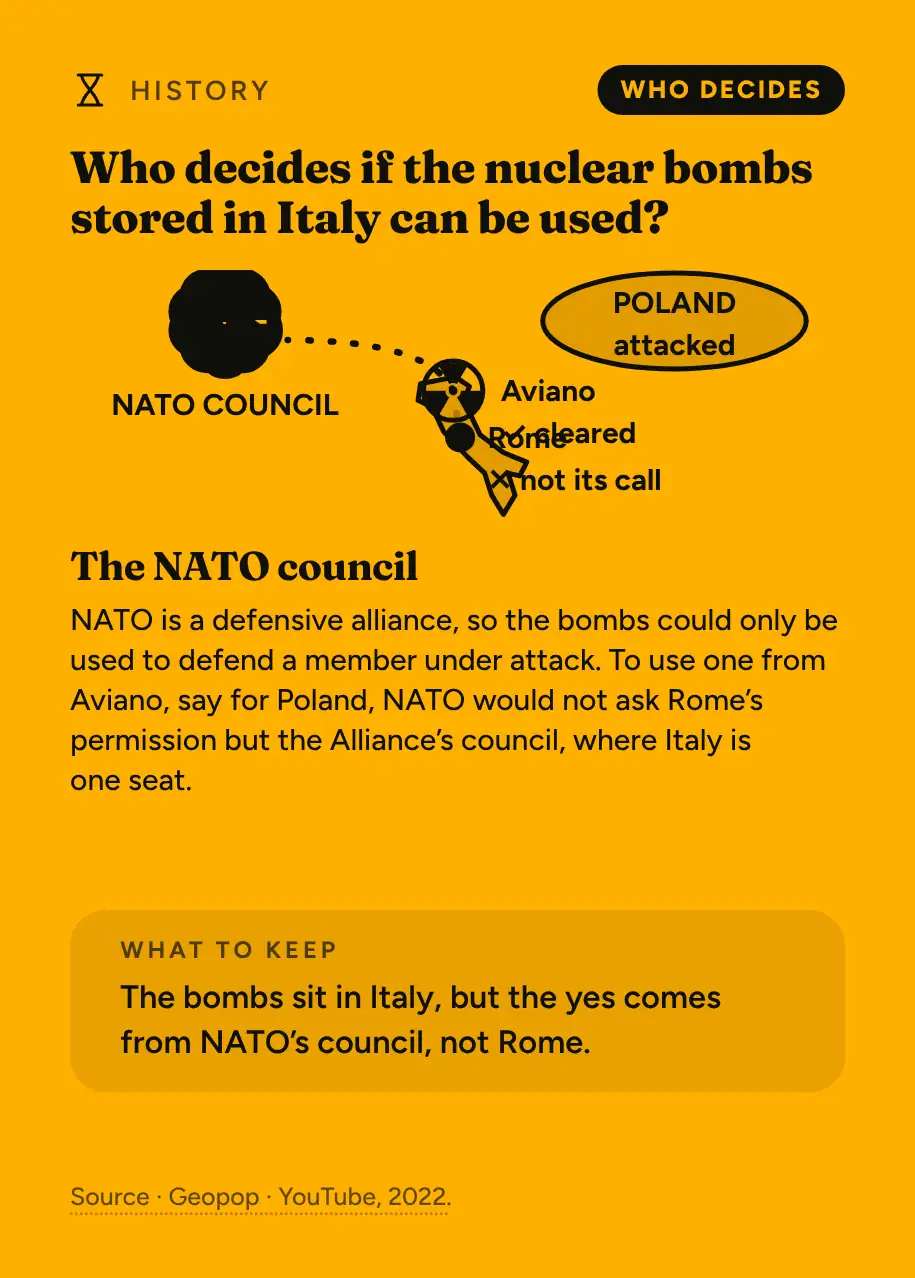 HISTORY
WHO DECIDES
Who decides if the nuclear bombs
stored in Italy can be used?
POLAND
attacked
NATO COUNCIL
Aviano
✓ cleared
Rome
✕ not its call
The NATO council
NATO is a defensive alliance, so the bombs could only be
used to defend a member under attack. To use one from
Aviano, say for Poland, NATO would not ask Rome’s
permission but the Alliance’s council, where Italy is
one seat.
WHAT TO KEEP
The bombs sit in Italy, but the yes comes
from NATO’s council, not Rome.
Source · Geopop · YouTube, 2022.